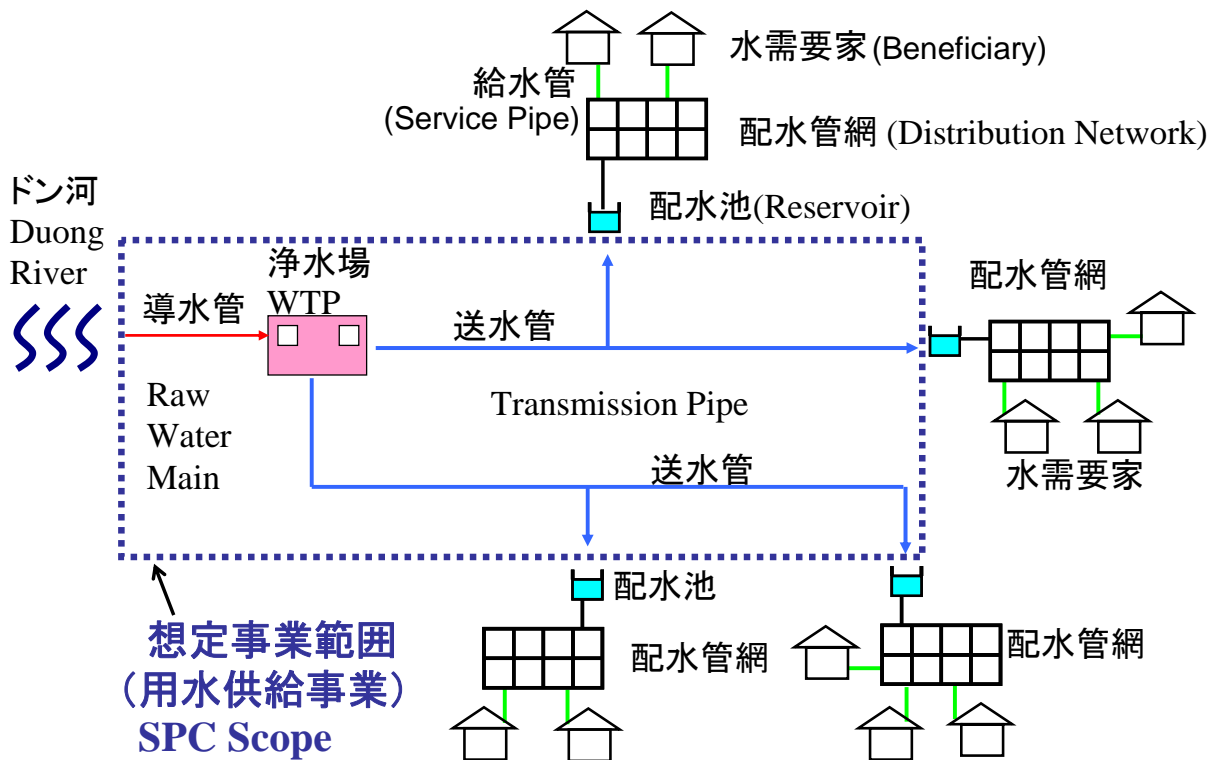 水需要家(Beneficiary)
給水管
(Service Pipe)
配水管網 (Distribution Network)
配水池(Reservoir)
ドン河
Duong
River
導水管
浄水場
WTP
送水管
配水管網
Raw
Water
Main
Transmission Pipe
送水管
水需要家
配水池
配水管網
配水管網
想定事業範囲
(用水供給事業)
SPC Scope